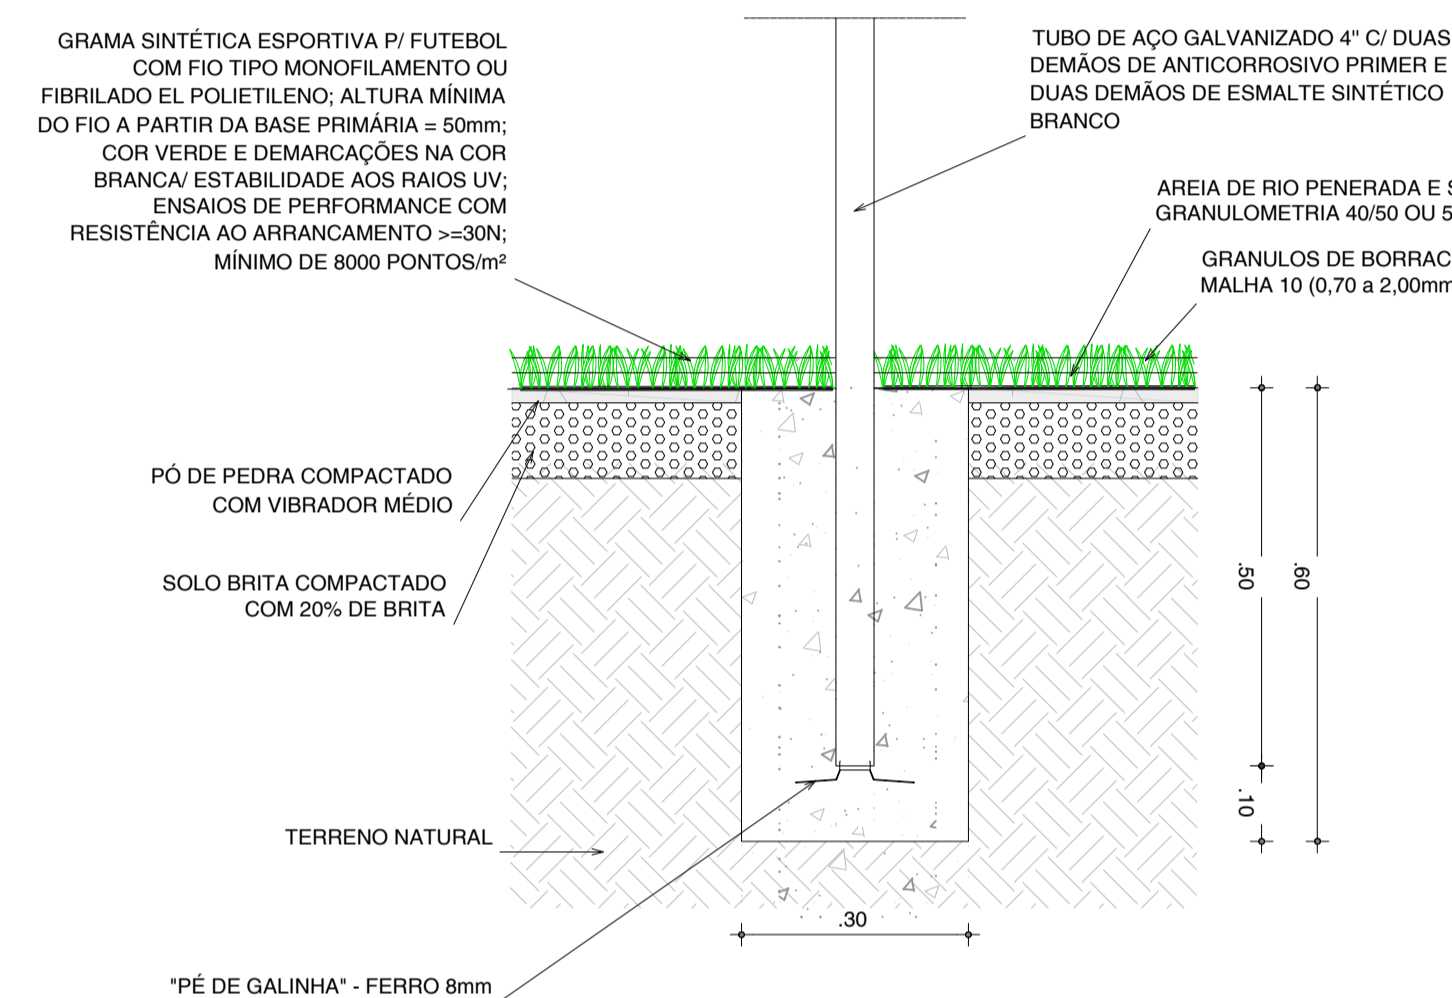 GRAMA SINTÉTICA ESPORTIVA P/ FUTEBOL
COM FIO TIPO MONOFILAMENTO OU
FIBRILADO EL POLIETILENO; ALTURA MÍNIMA
DO FIO A PARTIR DA BASE PRIMÁRIA = 50mm;
COR VERDE E DEMARCAÇÕES NA COR
BRANCA/ ESTABILIDADE AOS RAIOS UV;
ENSAIOS DE PERFORMANCE COM
RESISTÊNCIA AO ARRANCAMENTO >=30N;
MÍNIMO DE 8000 PONTOS/m²
TUBO DE AÇO GALVANIZADO 4" C/ DUAS
DEMÃOS DE ANTICORROSIVO PRIMER E
DUAS DEMÃOS DE ESMALTE SINTÉTICO
BRANCO
AREIA DE RIO PENERADA E
GRANULOMETRIA 40/50 OU
GRANULOS DE
MALHA 10 (0,70 a 2,00mm
PÓ DE PEDRA COMPACTADO
COM VIBRADOR MÉDIO
SOLO BRITA COMPACTADO
COM 20% DE BRITA
.50
.60
.10
TERRENO NATURAL
.30
"PÉ DE GALINHA" - FERRO 8mm